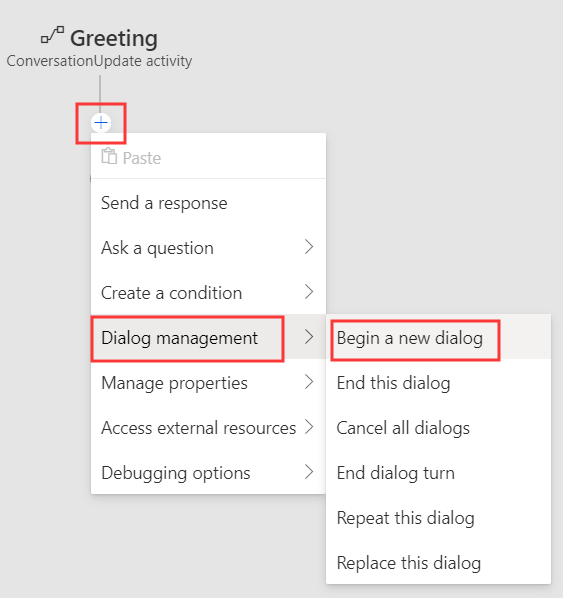 Greeting
ConversationUpdate activity
Paste
Send a response
Ask a question
Create a condition
Dialog management
Manage properties
Access external resources
Debugging options
Begin a new dialog
End this dialog
Cancel all dialogs
End dialog turn
Repeat this dialog
Replace this dialog